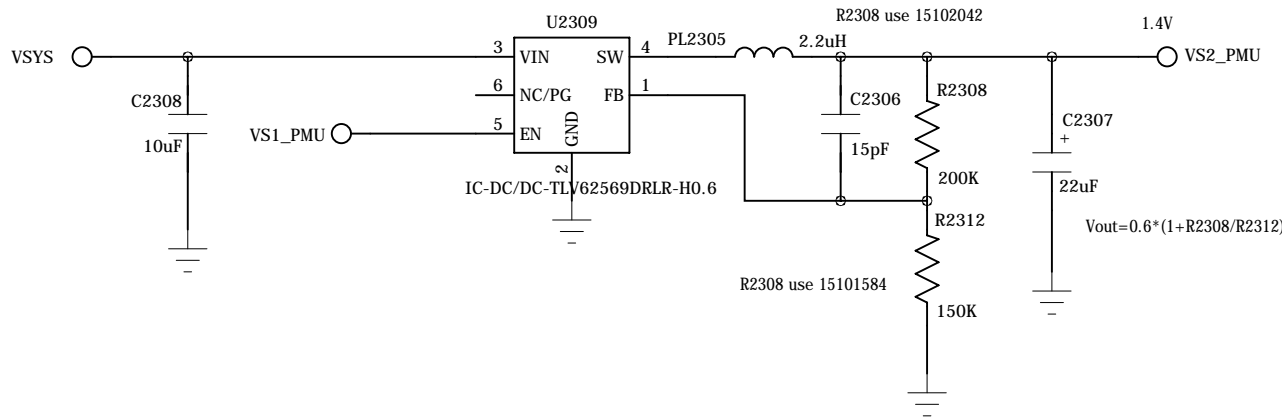 U2309
R2308 use 15102042
1.4V
VSYS
3
VIN
SW
4
PL2305
2.2uH
VS2_PMU
C2308
6
NC/PG
FB
1
C2306
R2308
10uF
VS1_PMU
5
EN
GND
2
15pF
C2307
+
IC-DC/DC-TLV62569DRLR-H0.6
200K
22uF
R2312
Vout=0.6*(1+R2308/R2312)
R2308 use 15101584
150K